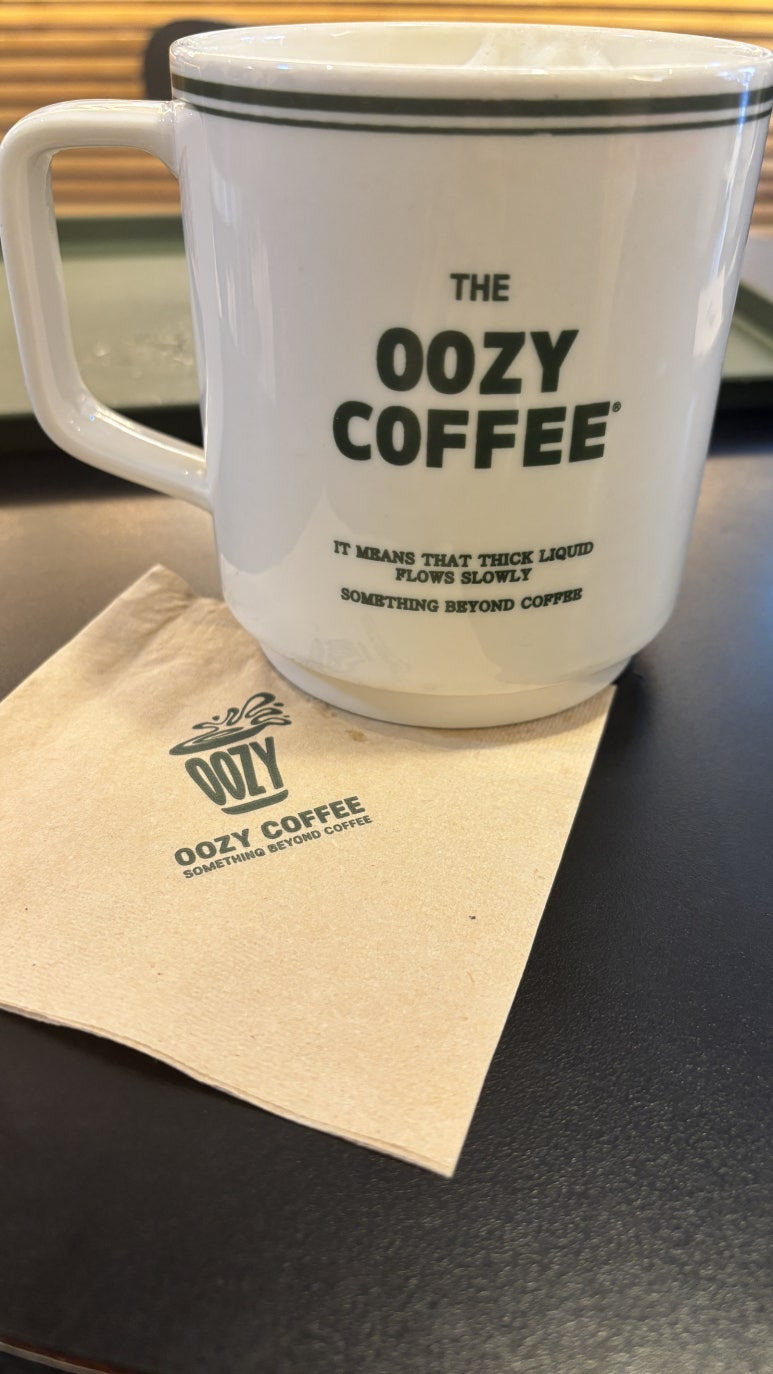 THE
OOZY
COFFEE®
IT MEANS THAT THICK LIQUID
FLOWS SLOWLY
SOMETHING BEYOND COFFEE
OOZY
OOZY COFFEE
SOMETHING BEYOND COFFEE